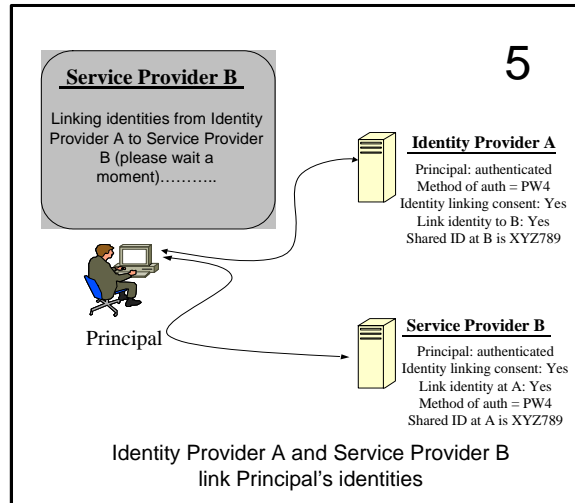 5
Service Provider B
Linking identities from Identity
Provider A to Service Provider
B (please wait a
moment)………..
Identity Provider A
Principal: authenticated
Method of auth = PW4
Identity linking consent: Yes
Link identity to B: Yes
Shared ID at B is XYZ789
Principal
Service Provider B
Principal: authenticated
Identity linking consent: Yes
Link identity at A: Yes
Method of auth = PW4
Shared ID at A is XYZ789
Identity Provider A and Service Provider B
link Principal's identities